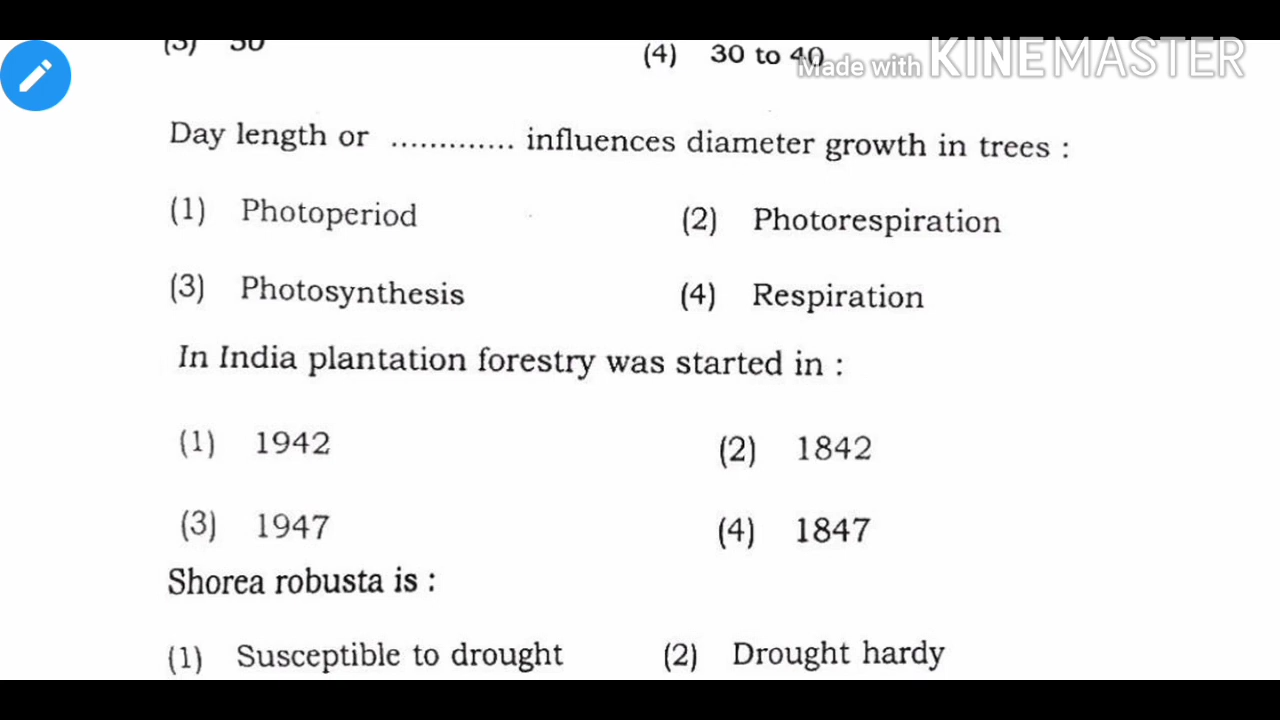 (3) 30
(4) 30 to 40
Made with KINEMASTER
Day length or ............. influences diameter growth in trees :
(1) Photoperiod
(2) Photorespiration
(3) Photosynthesis
(4) Respiration
In India plantation forestry was started in :
(1) 1942
(2) 1842
(3) 1947
(4) 1847
Shorea robusta is :
(1) Susceptible to drought
(2) Drought hardy